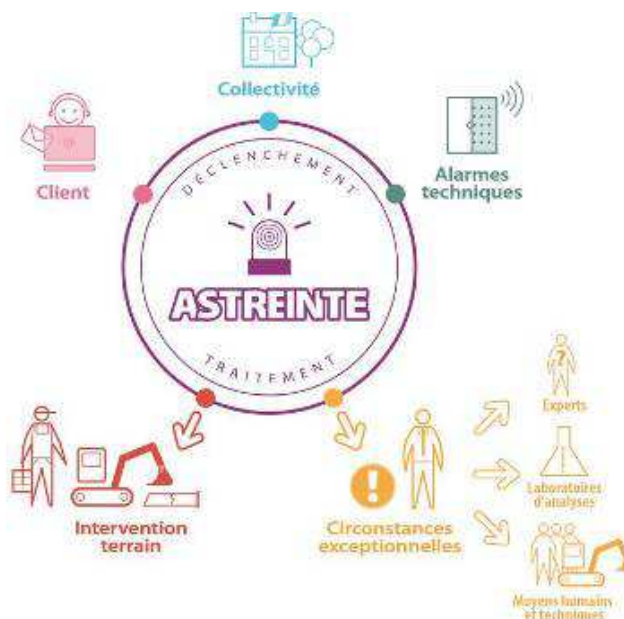 Collectivité
Client
Alarmes
techniques
DÉCLENCHEMENT
ASTREINTE
TRAITEMENT
Intervention
terrain
Circonstances
exceptionnelles
Experts
Laboratoires
d'analyses
Moyens humains
et techniques